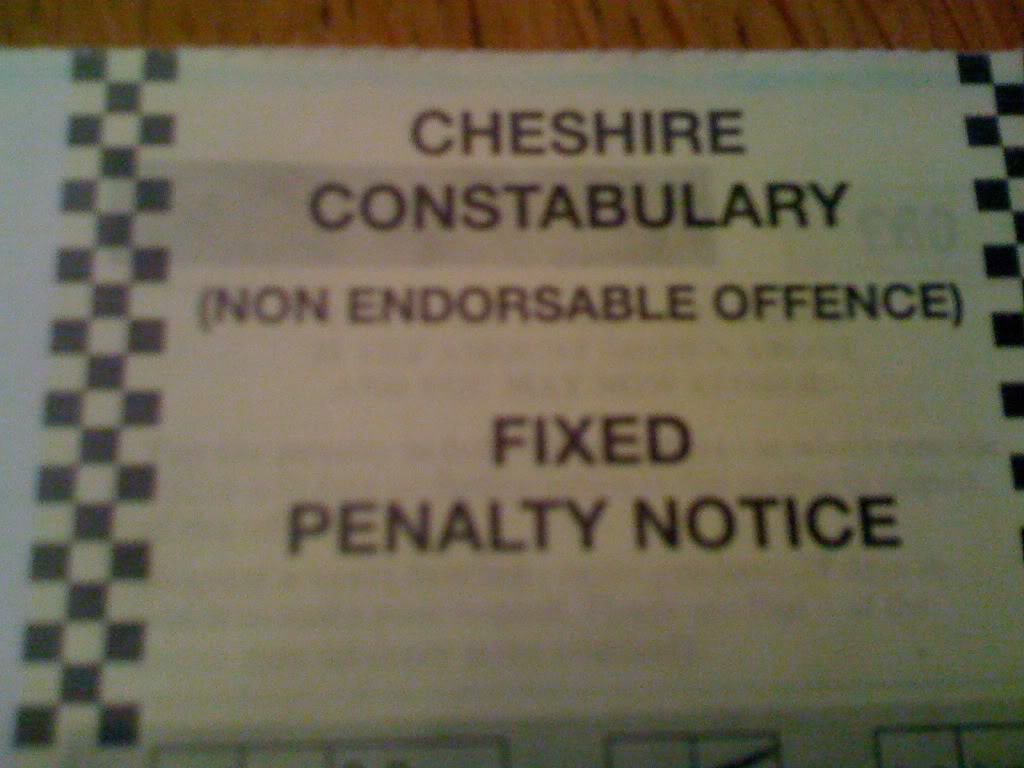 CHESHIRE
CONSTABULARY
(NON ENDORSABLE OFFENCE)
FIXED
PENALTY NOTICE